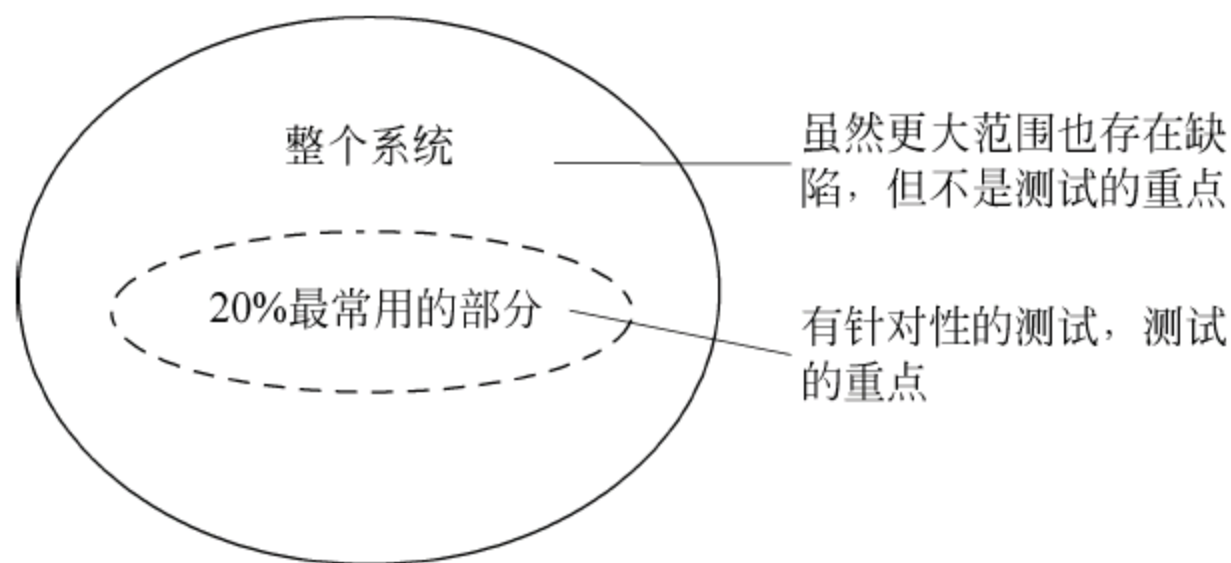 整个系统
虽然更大范围也存在缺
陷，但不是测试的重点
20%最常用的部分
有针对性的测试，测试
的重点